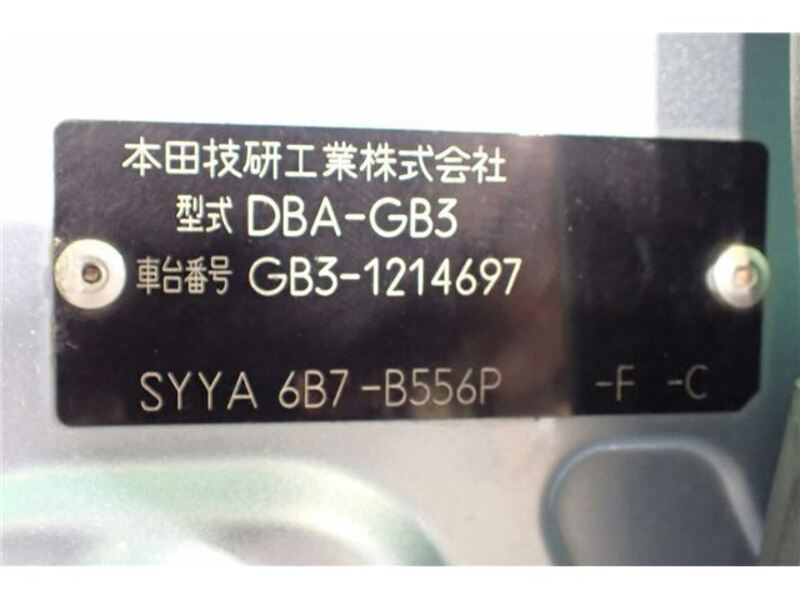 本田技研工業株式会社
型式 DBA-GB3
車台番号 GB3-1214697
SYYA 6B7-B556P -F -C